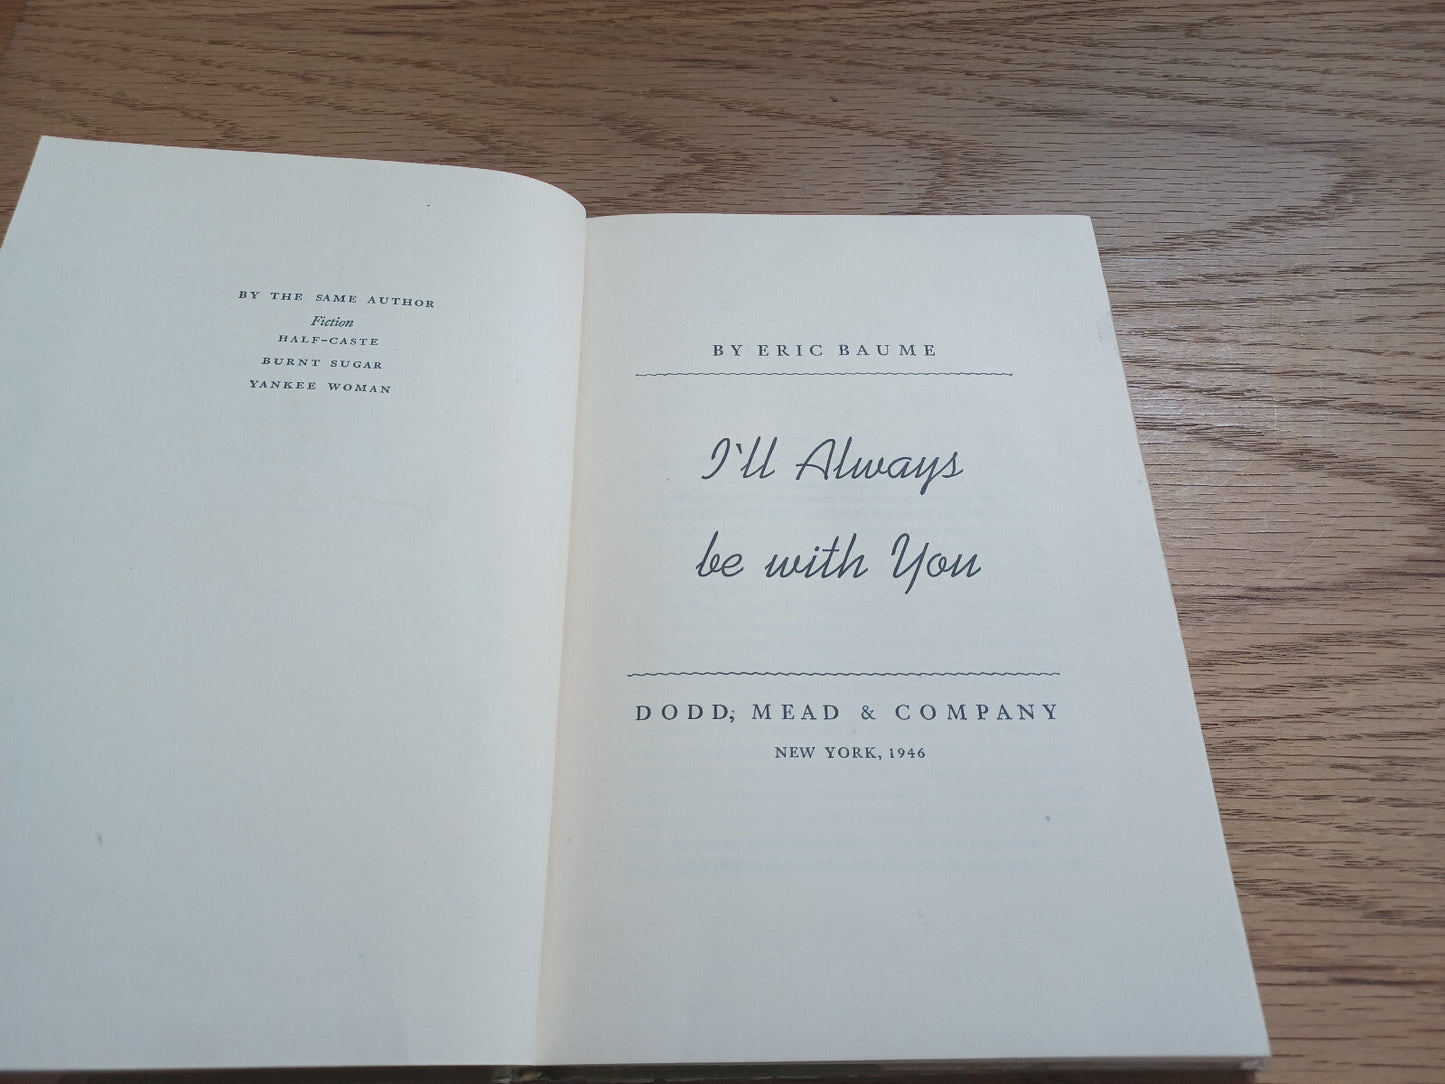 BY THE SAME AUTHOR
Fiction
HALF-CASTE
BURNT SUGAR
YANKEE WOMAN
BY ERIC BAUME
I'll Always
be with You
DODD, MEAD & COMPANY
NEW YORK, 1946